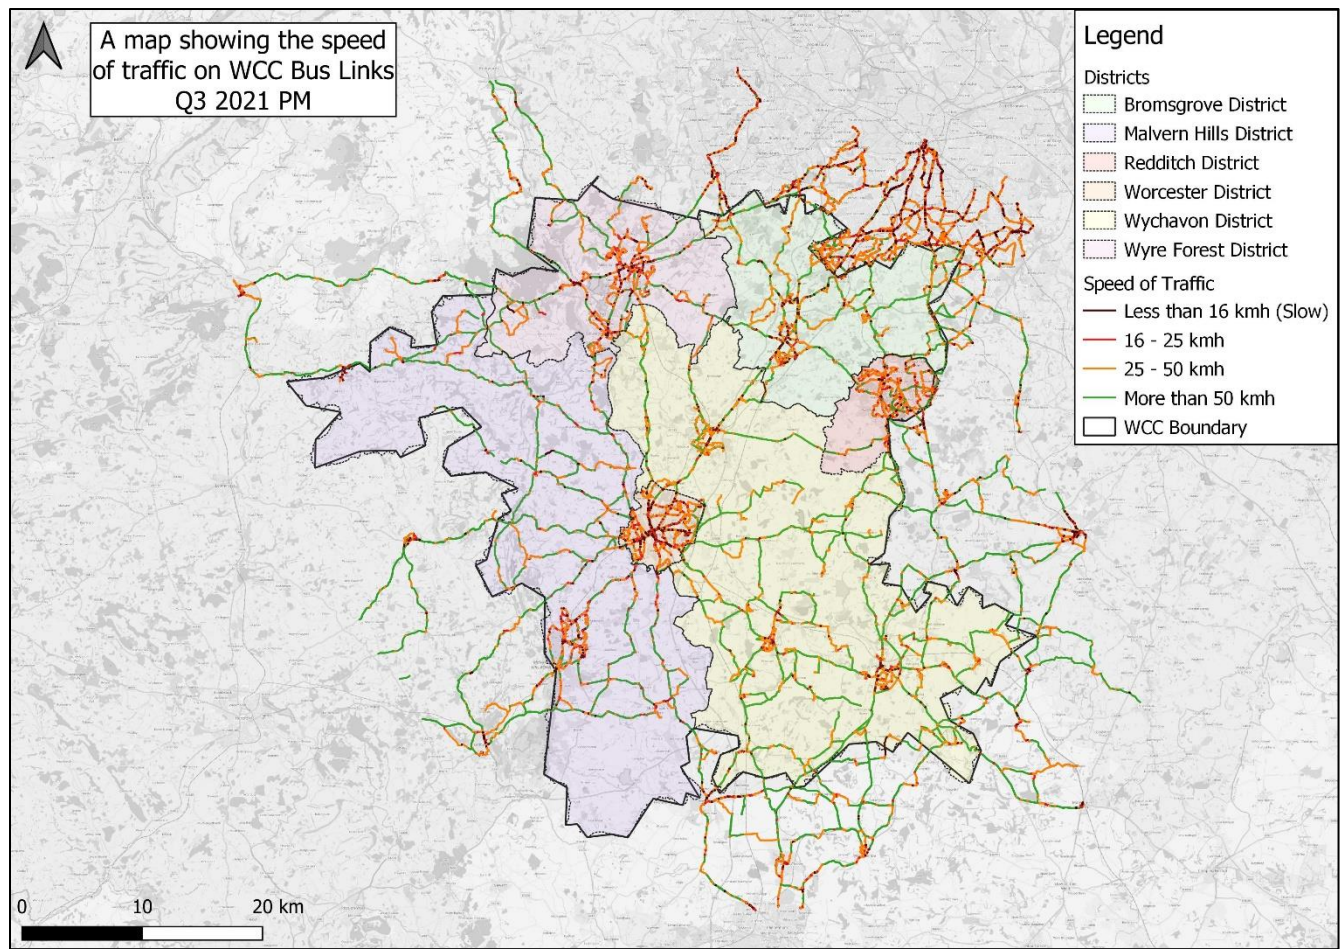 A map showing the speed
of traffic on WCC Bus Links
Q3 2021 PM
Legend
Districts
Bromsgrove District
Malvern Hills District
Redditch District
Worcester District
Wychavon District
Wyre Forest District
Speed of Traffic
Less than 16 kmh (Slow)
16 - 25 kmh
25 - 50 kmh
More than 50 kmh
WCC Boundary
0 10 20 km